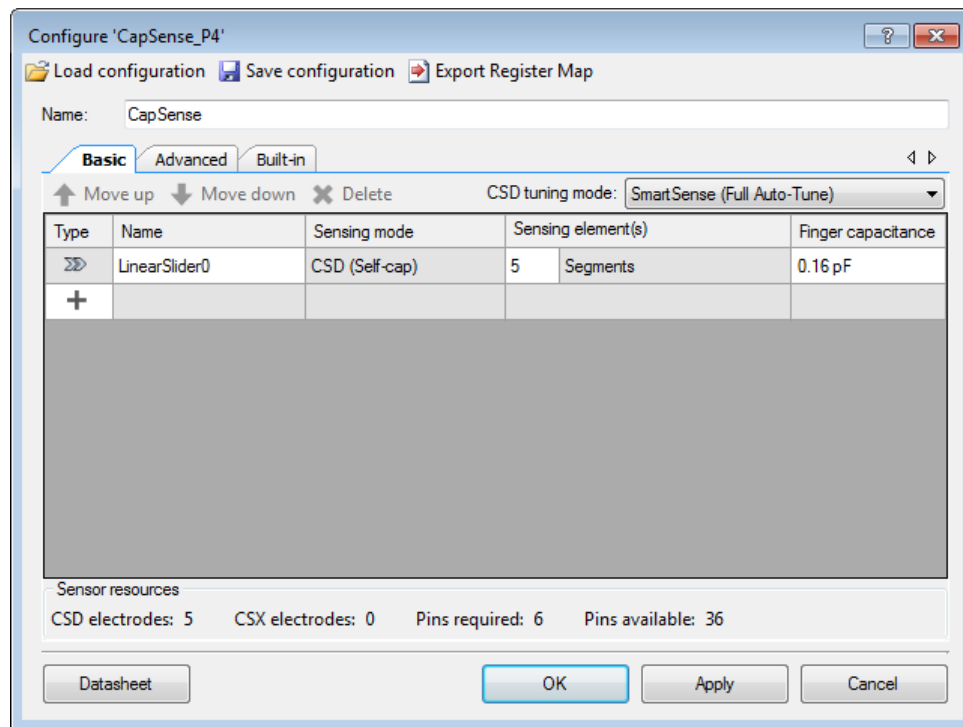 Configure 'CapSense_P4'
Load configuration Save configuration Export Register Map
Name: CapSense
Basic Advanced Built-in
Move up Move down Delete CSD tuning mode: SmartSense (Full Auto-Tune)
Type Name Sensing mode Sensing element(s) Finger capacitance
LinearSlider0 CSD (Self-cap) 5 Segments 0.16 pF
Sensor resources
CSD electrodes: 5 CSX electrodes: 0 Pins required: 6 Pins available: 36
Datasheet OK Apply Cancel